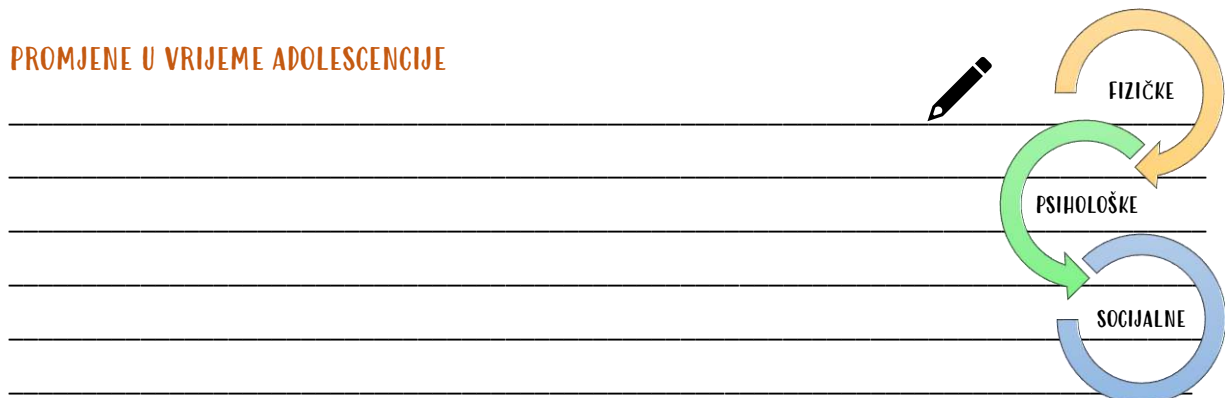 PROMJENE U VRIJEME ADOLESCENCIJE
FIZIČKE
PSIHOLOŠKE
SOCIJALNE